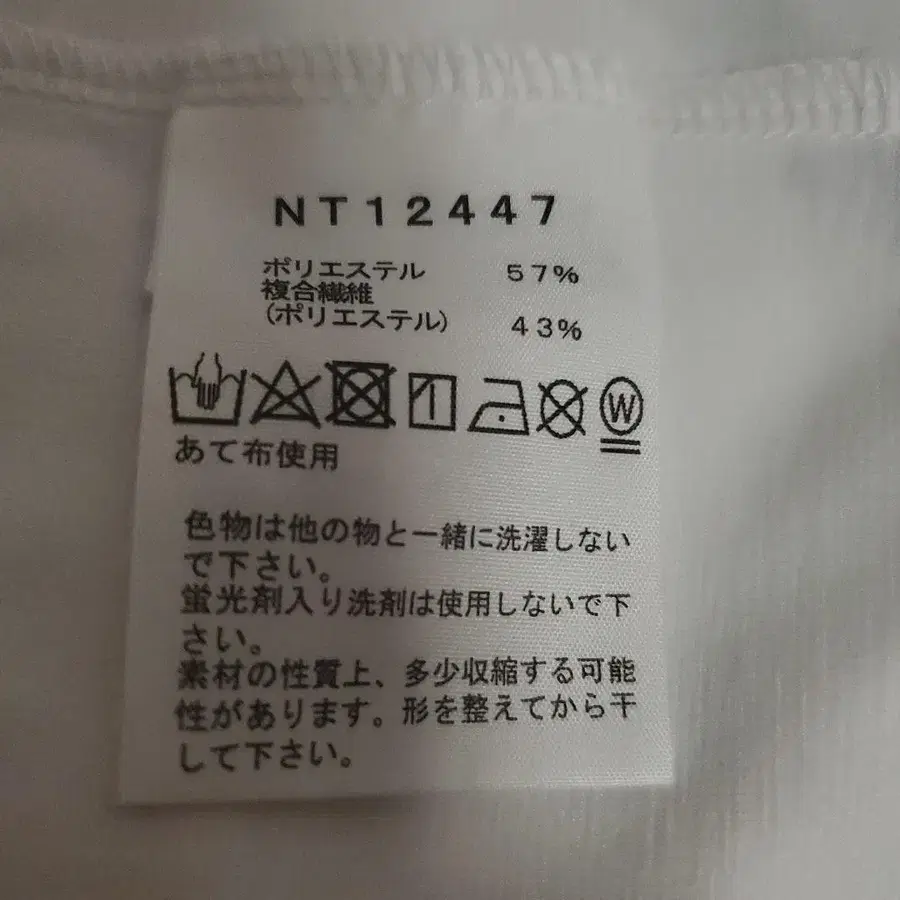 NT12447
ポリエステル 57%
複合繊維
(ポリエステル) 43%
W
あて布使用
色物は他の物と一緒に洗濯しない
で下さい。
蛍光剤入り洗剤は使用しないで下
さい。
素材の性質上、多少収縮する可能
性があります。形を整えてから干
して下さい。